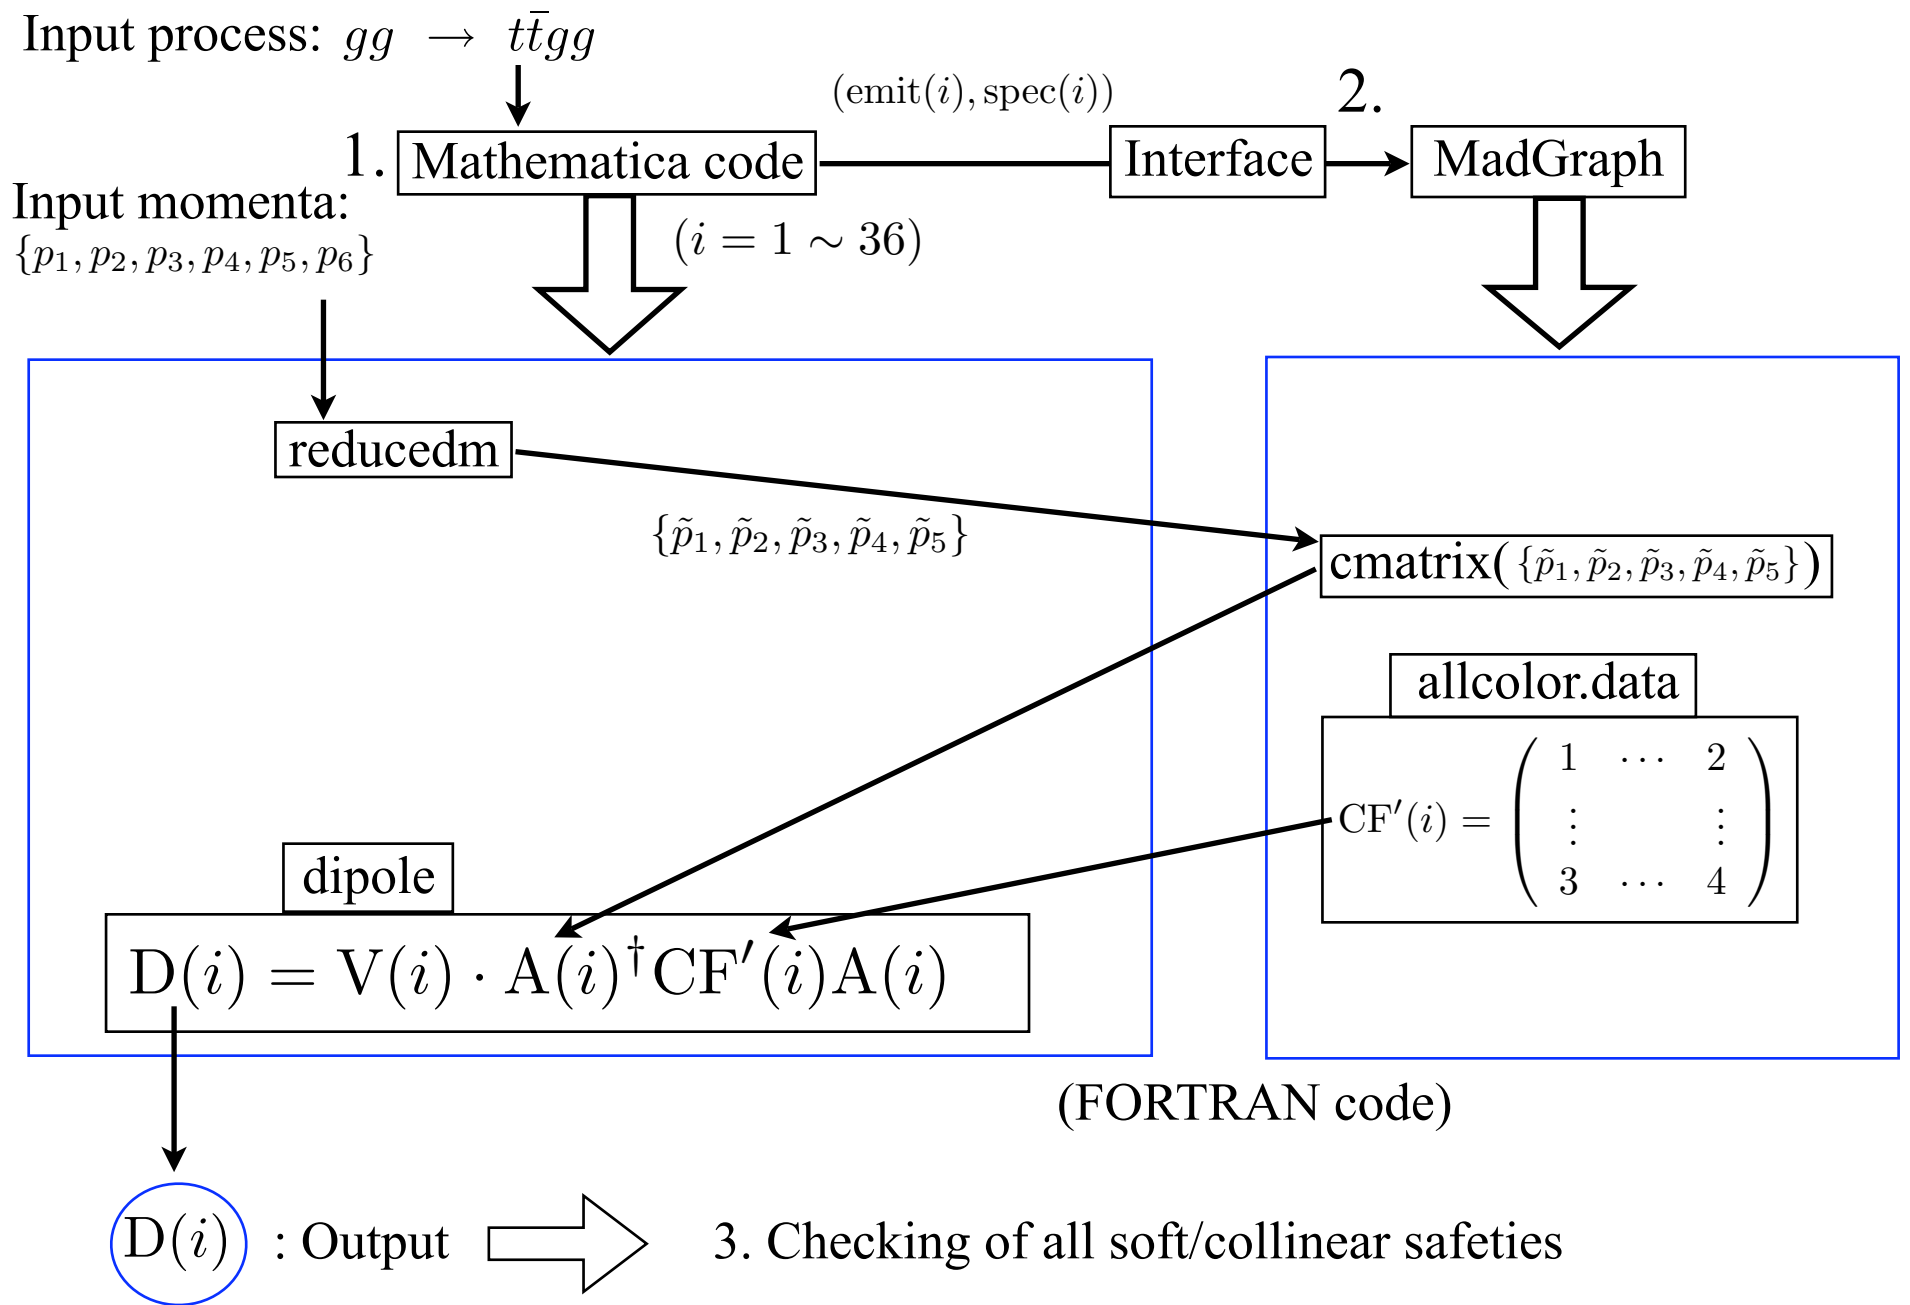 Input process: gg → tt̄gg
(emit(i), spec(i))
2.
1. Mathematica code
Interface
MadGraph
Input momenta:
{p₁, p₂, p₃, p₄, p₅, p₆}
(i = 1 ∼ 36)
reducedm
{p̃₁, p̃₂, p̃₃, p̃₄, p̃₅}
cmatrix( {p̃₁, p̃₂, p̃₃, p̃₄, p̃₅})
allcolor.data
1 ⋯ 2
CF′(i) = ( ⋮ ⋮ )
3 ⋯ 4
dipole
D(i) = V(i) · A(i)†CF′(i)A(i)
(FORTRAN code)
D(i) : Output
3. Checking of all soft/collinear safeties